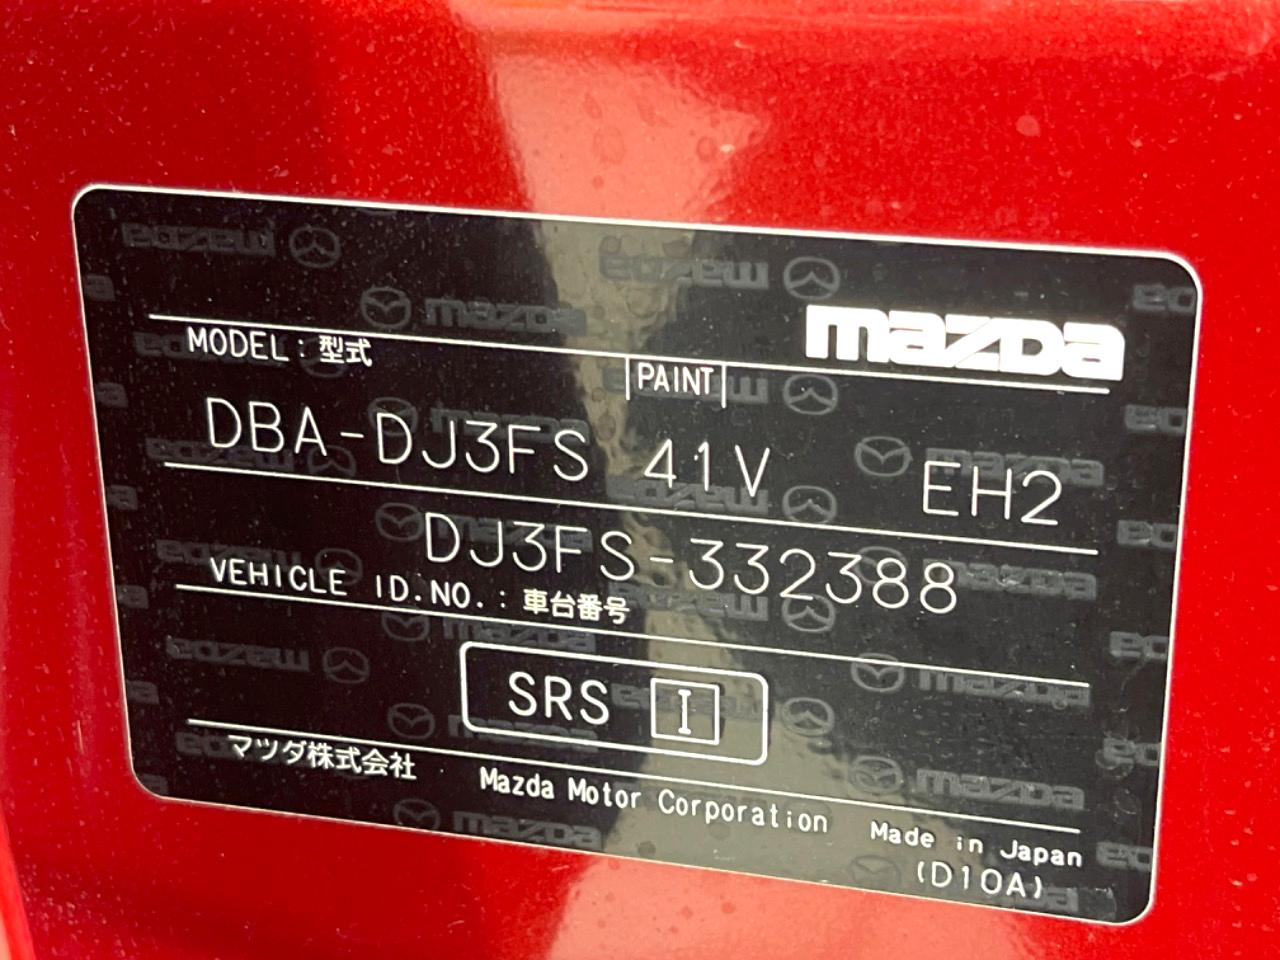 mazda
MODEL : 型式
PAINT
DBA-DJ3FS 41V EH2
DJ3FS-332388
VEHICLE ID.NO. : 車台番号
SRS I
マツダ株式会社 Mazda Motor Corporation Made in Japan
(D10A)